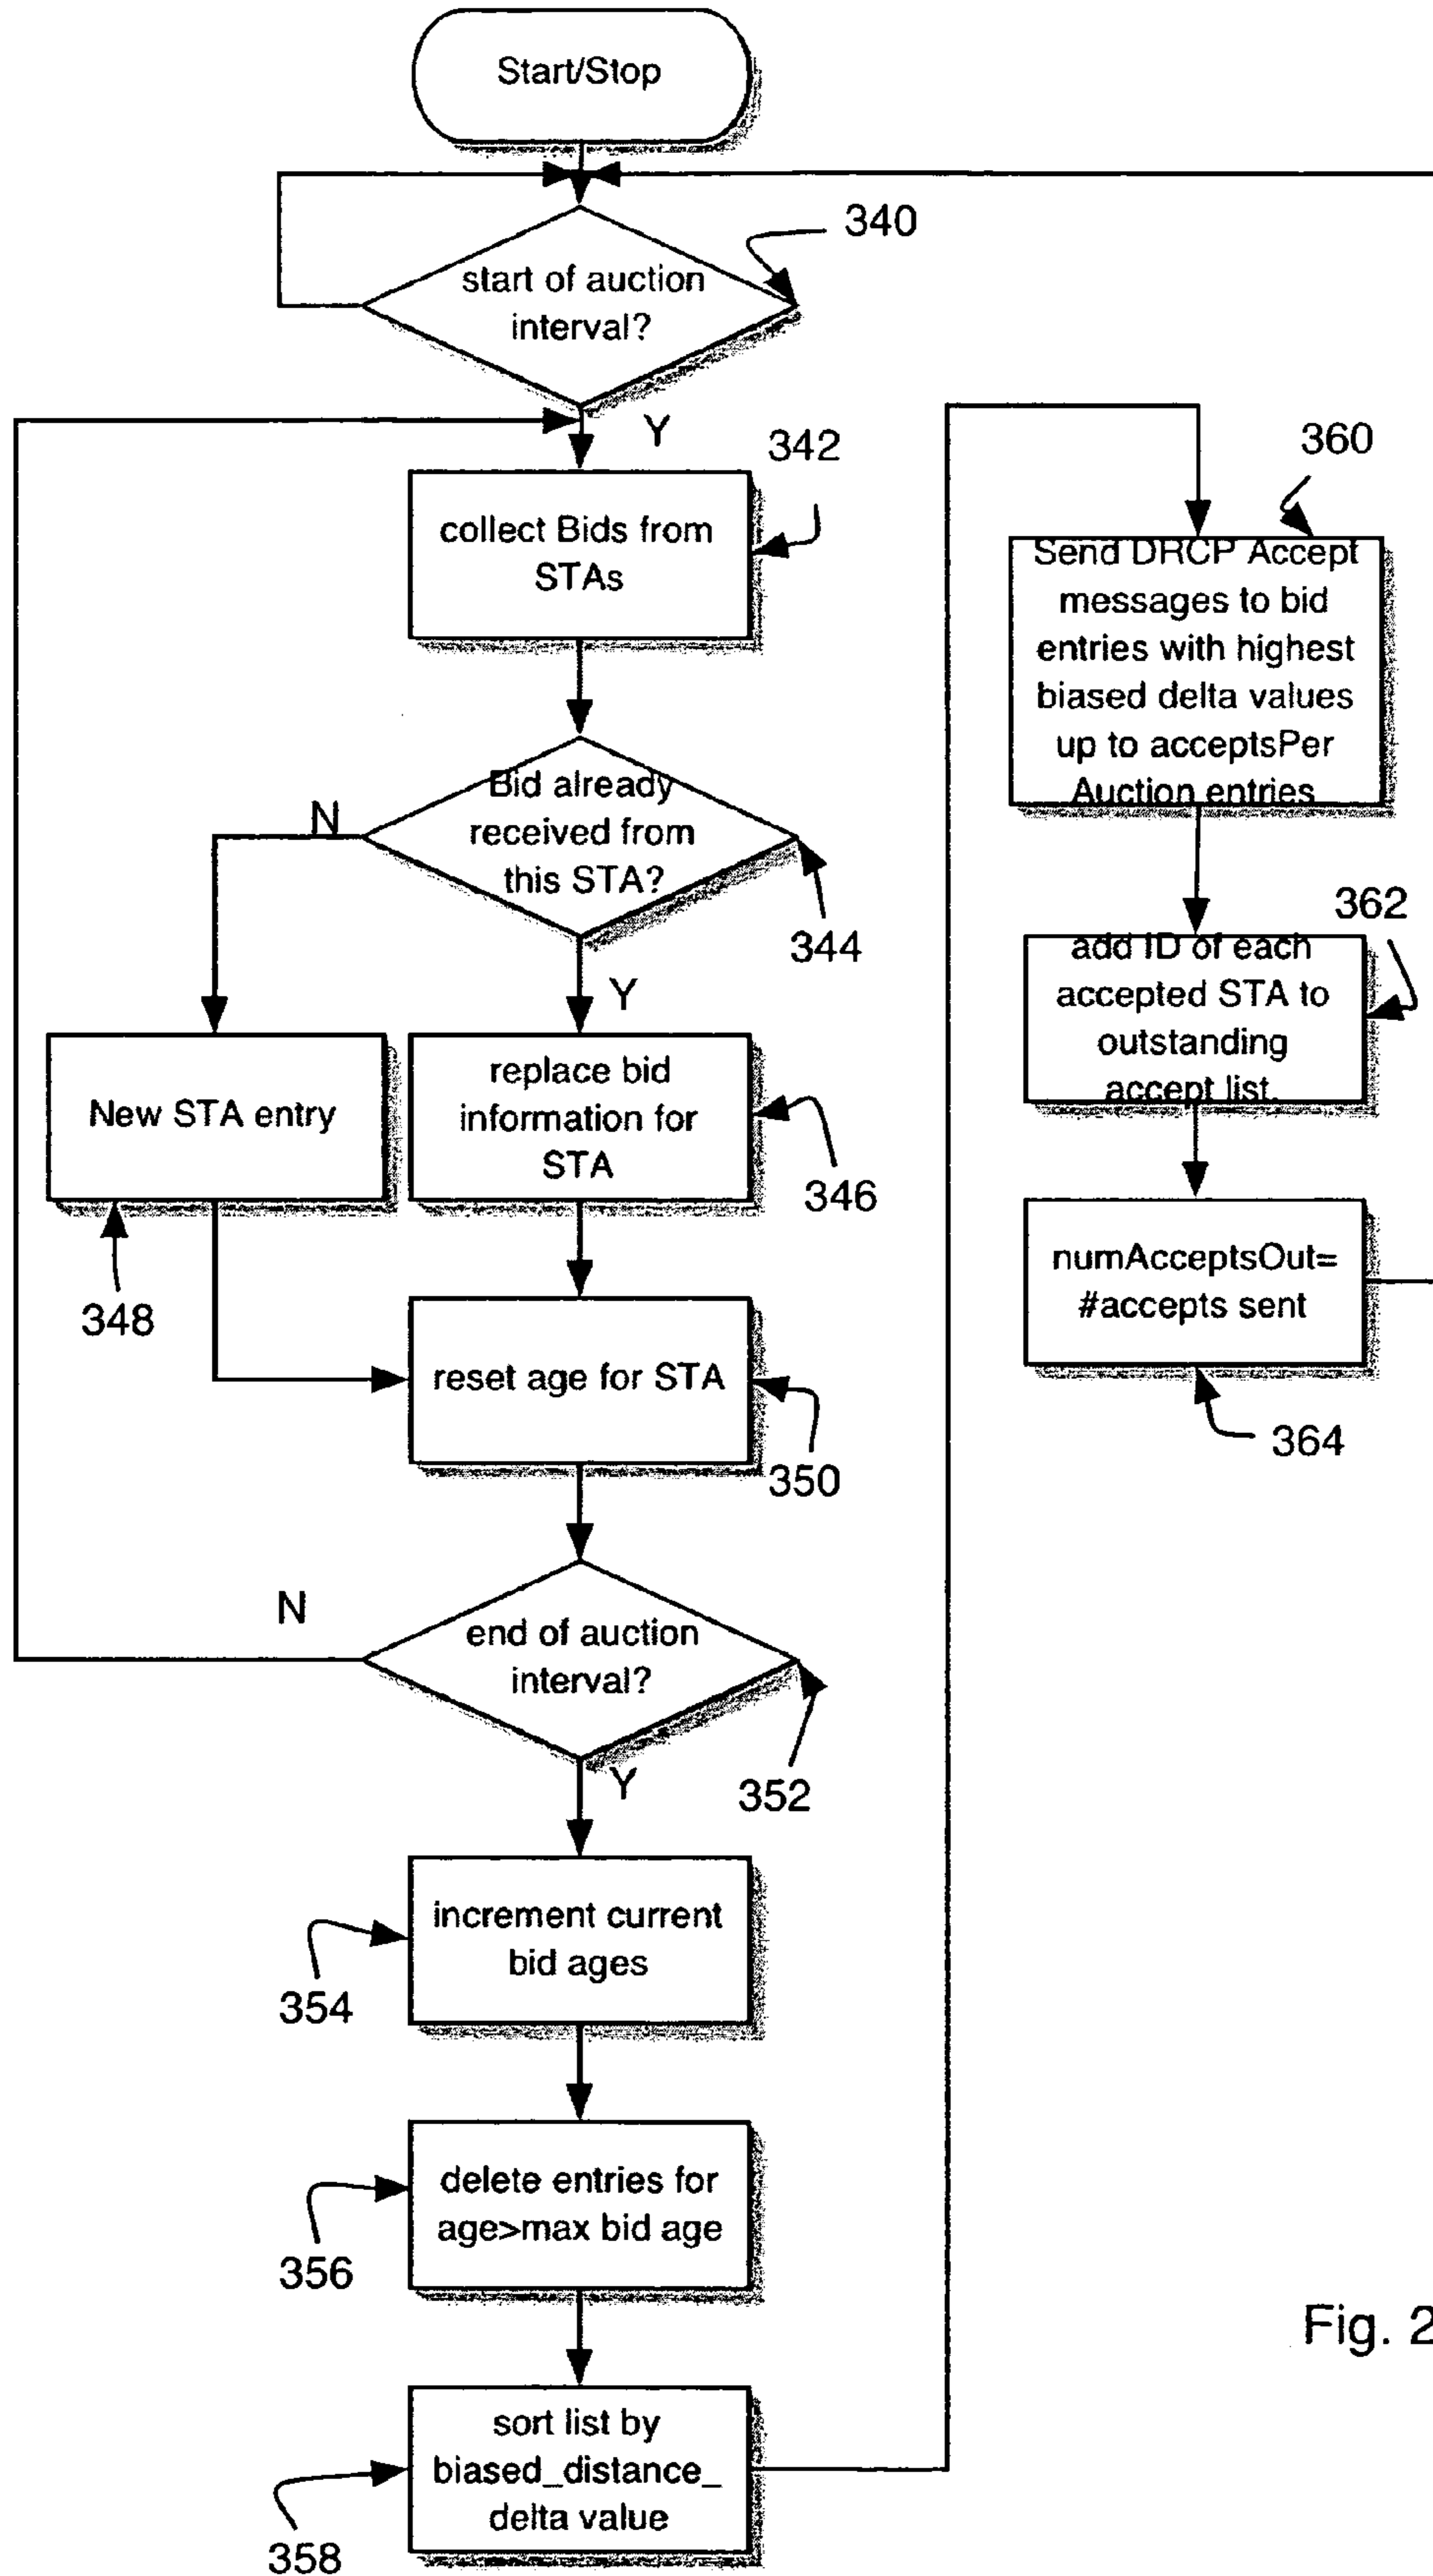 Start/Stop
340
start of auction
interval?
Y
342
collect Bids from
STAs
Bid already
received from
this STA?
N
344
Y
New STA entry
replace bid
information for
STA
346
348
reset age for STA
350
N
end of auction
interval?
Y
352
increment current
bid ages
354
delete entries for
age>max bid age
356
sort list by
biased_distance_
delta value
358
360
Send DRCP Accept
messages to bid
entries with highest
biased delta values
up to acceptsPer
Auction entries
362
add ID of each
accepted STA to
outstanding
accept list.
numAcceptsOut=
#accepts sent
364
Fig. 2